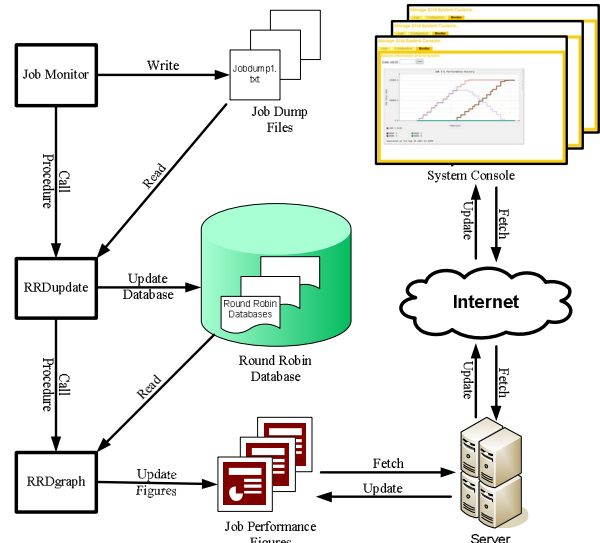 Job Monitor
Write
Jobdump1.
txt
Job Dump
Files
System Console
Call
Procedure
Read
Update
Fetch
RRDupdate
Update
Database
Round Robin
Databases
Internet
Round Robin
Database
Call
Procedure
Read
Update
Fetch
RRDgraph
Update
Figures
Fetch
Update
Job Performance
Figures
Server